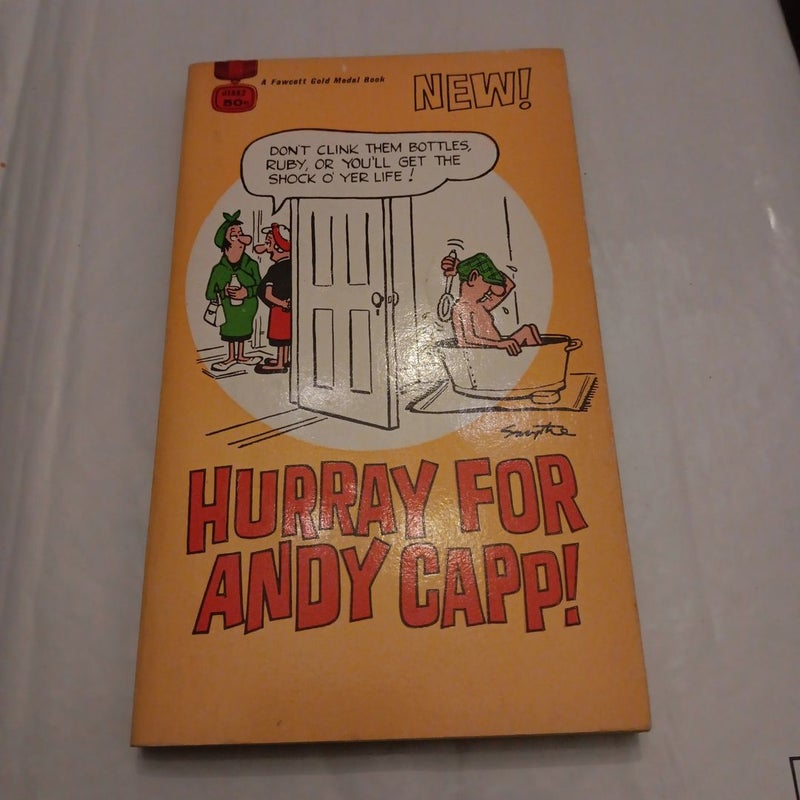 A Fawcett Gold Medal Book
NEW!
50¢
DON'T CLINK THEM BOTTLES,
RUBY, OR YOU'LL GET THE
SHOCK O' YER LIFE!
Smythe
HURRAY FOR
ANDY CAPP!